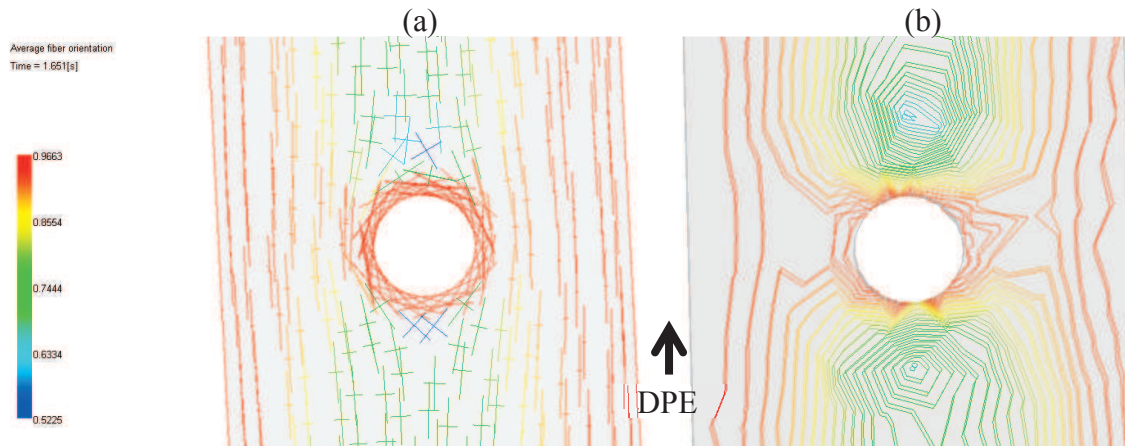 (a)
(b)
Average fiber orientation
Time = 1.651[s]
0.9663
0.8554
0.7444
0.6334
0.5225
DPE